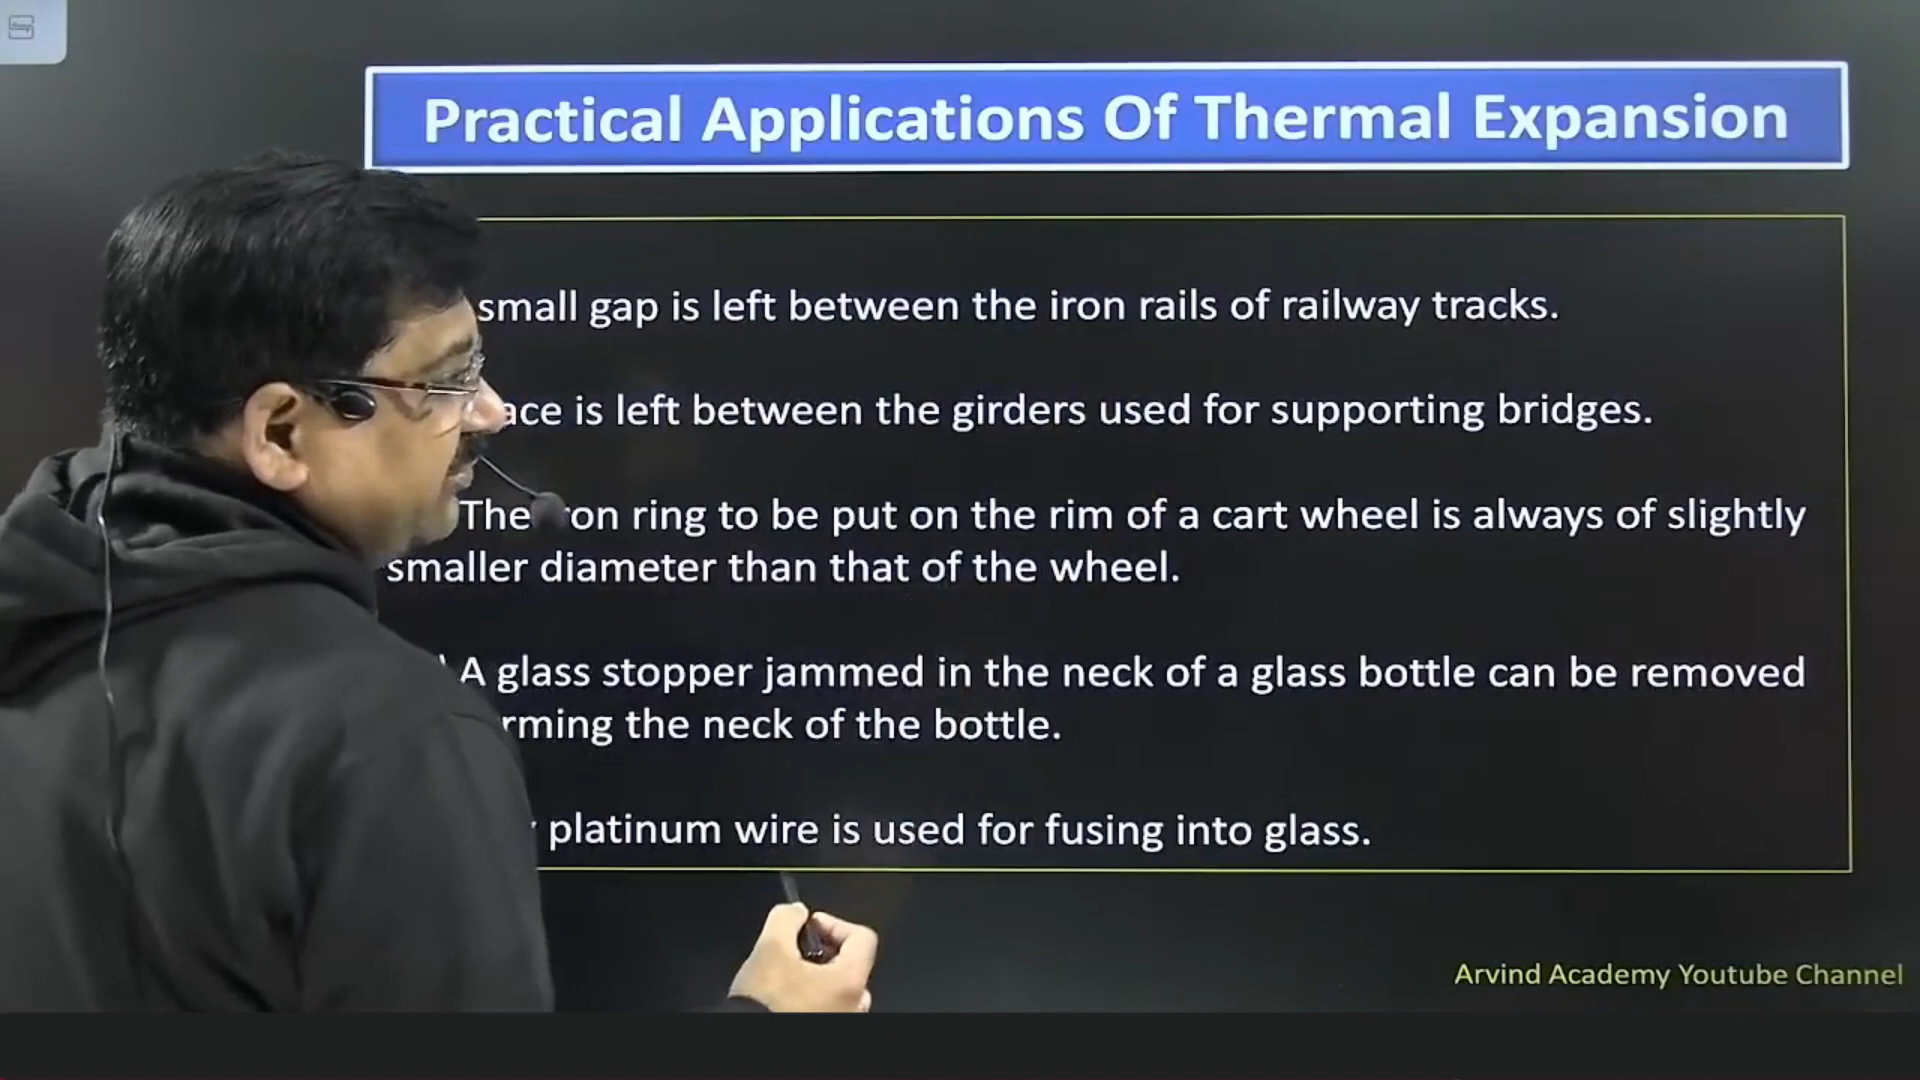 Practical Applications Of Thermal Expansion
small gap is left between the iron rails of railway tracks.
is left between the girders used for supporting bridges.
The ring to be put on the rim of a cart wheel is always of slightly
smaller diameter than that of the wheel.
A glass stopper jammed in the neck of a glass bottle can be removed
the neck of the bottle.
platinum wire is used for fusing into glass.
Arvind Academy Youtube Channel